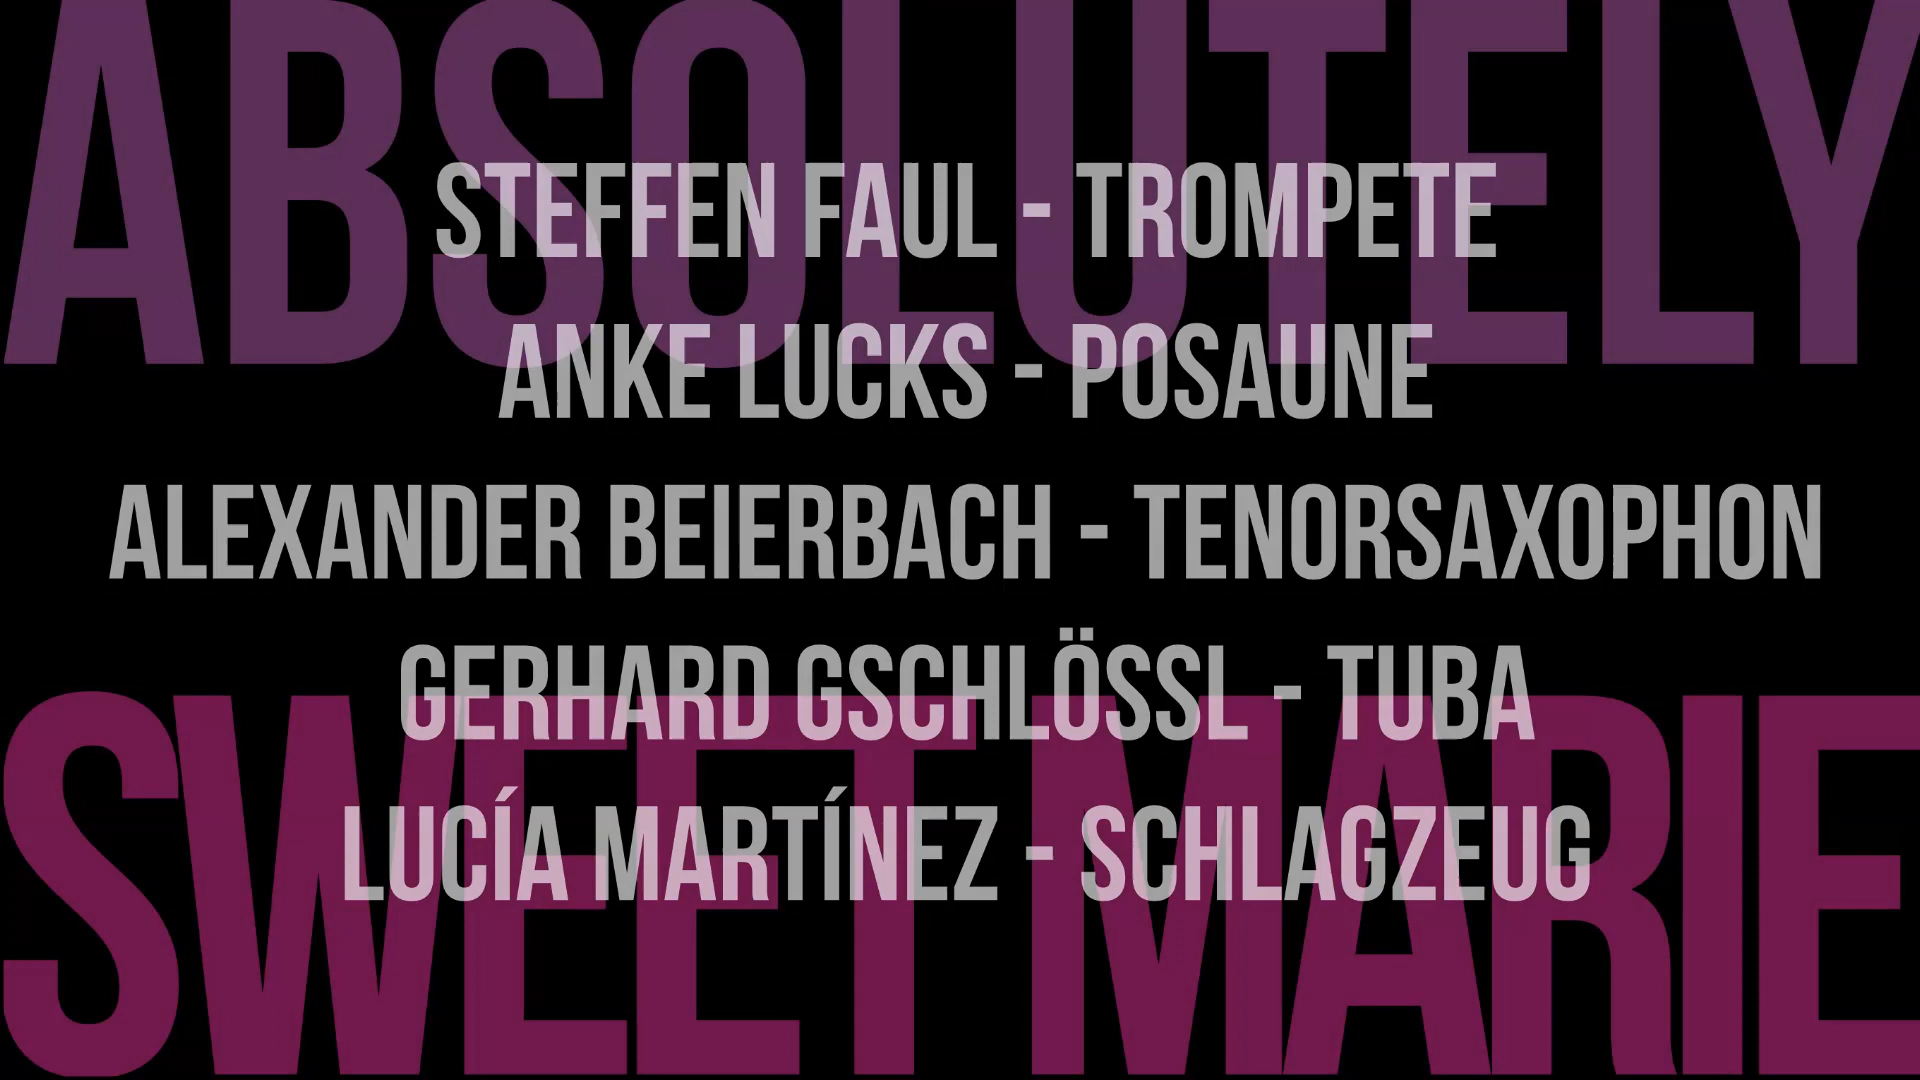 ABSOLUTELY
STEFFEN FAUL - TROMPETE
ANKE LUCKS - POSAUNE
ALEXANDER BEIERBACH - TENORSAXOPHON
GERHARD GSCHLÖSSL - TUBA
SWEET MARIE
LUCÍA MARTÍNEZ - SCHLAGZEUG